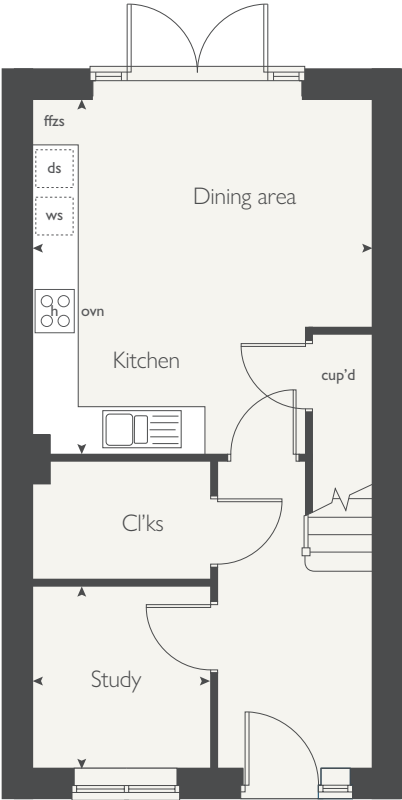 ffzs
ds
Dining area
ws
h ovn
Kitchen
cup'd
Cl'ks
Study